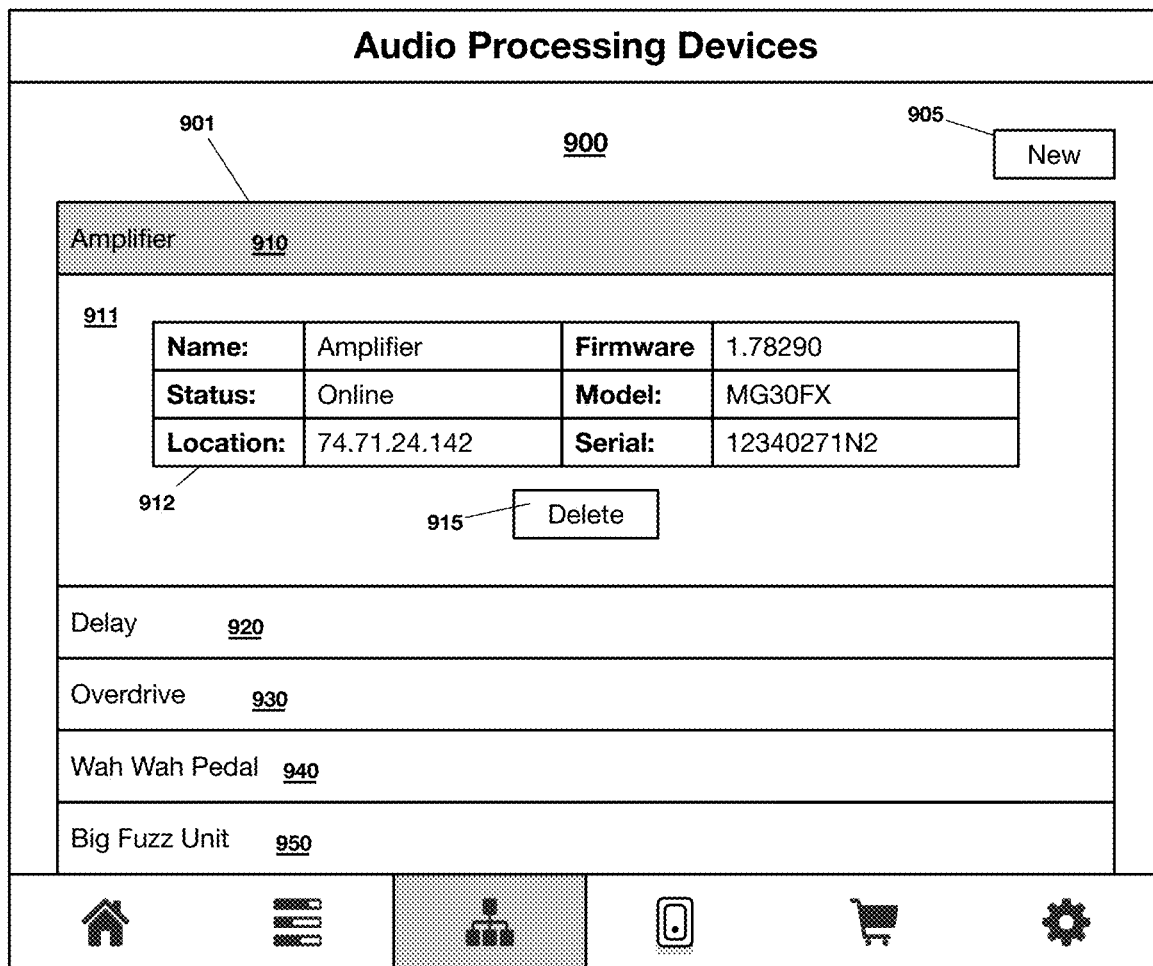 Audio Processing Devices
901 900 905 New
Amplifier 910
911
Name: Amplifier Firmware 1.78290
Status: Online Model: MG30FX
Location: 74.71.24.142 Serial: 12340271N2
912 915 Delete
Delay 920
Overdrive 930
Wah Wah Pedal 940
Big Fuzz Unit 950